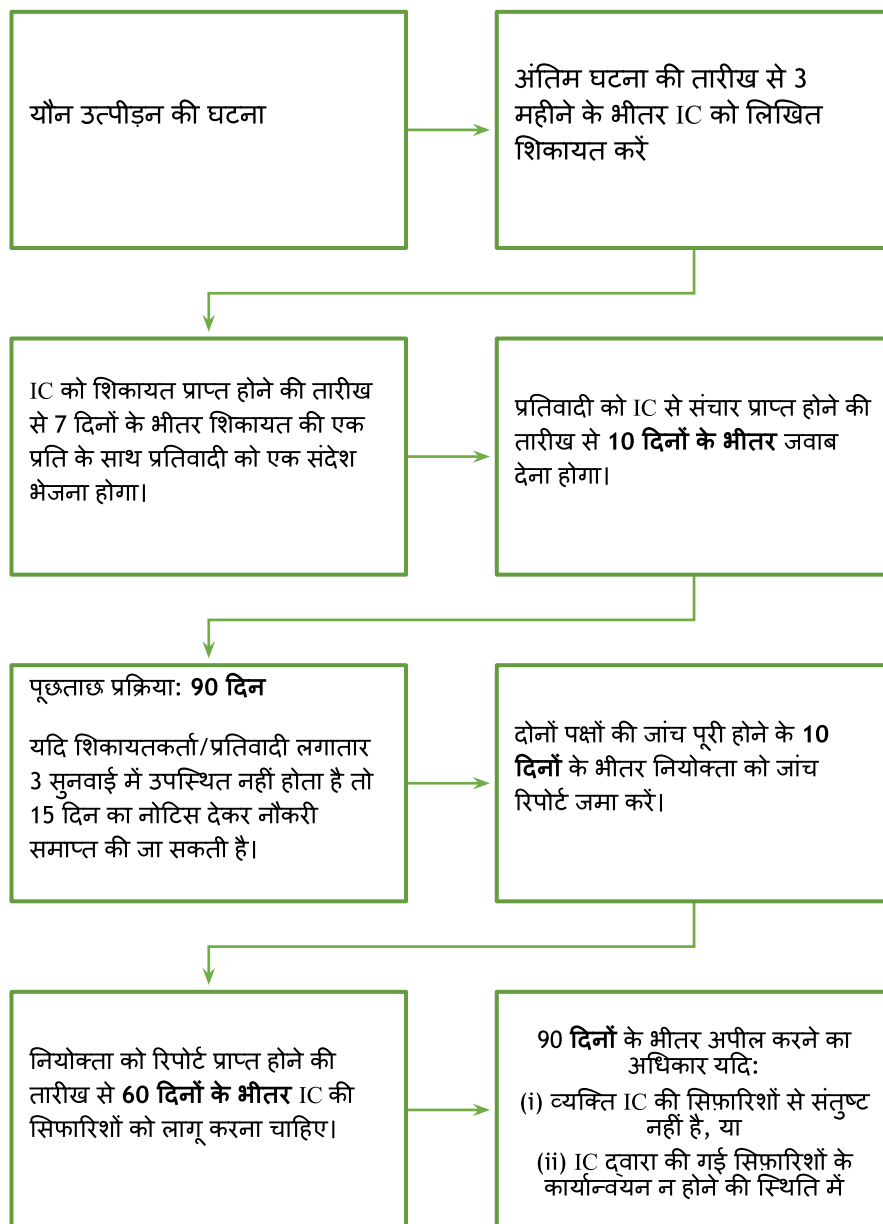 यौन उत्पीड़न की घटना
अंतिम घटना की तारीख से 3
महीने के भीतर IC को लिखित
शिकायत करें
IC को शिकायत प्राप्त होने की तारीख
से 7 दिनों के भीतर शिकायत की एक
प्रति के साथ प्रतिवादी को एक संदेश
भेजना होगा।
प्रतिवादी को IC से संचार प्राप्त होने की
तारीख से 10 दिनों के भीतर जवाब
देना होगा।
पूछताछ प्रक्रिया: 90 दिन
यदि शिकायतकर्ता/प्रतिवादी लगातार
3 सुनवाई में उपस्थित नहीं होता है तो
15 दिन का नोटिस देकर नौकरी
समाप्त की जा सकती है।
दोनों पक्षों की जांच पूरी होने के 10
दिनों के भीतर नियोक्ता को जांच
रिपोर्ट जमा करें।
नियोक्ता को रिपोर्ट प्राप्त होने की
तारीख से 60 दिनों के भीतर IC की
सिफारिशों को लागू करना चाहिए।
90 दिनों के भीतर अपील करने का
अधिकार यदि:
(i) व्यक्ति IC की सिफ़ारिशों से संतुष्ट
नहीं है, या
(ii) IC द्वारा की गई सिफ़ारिशों के
कार्यान्वयन न होने की स्थिति में